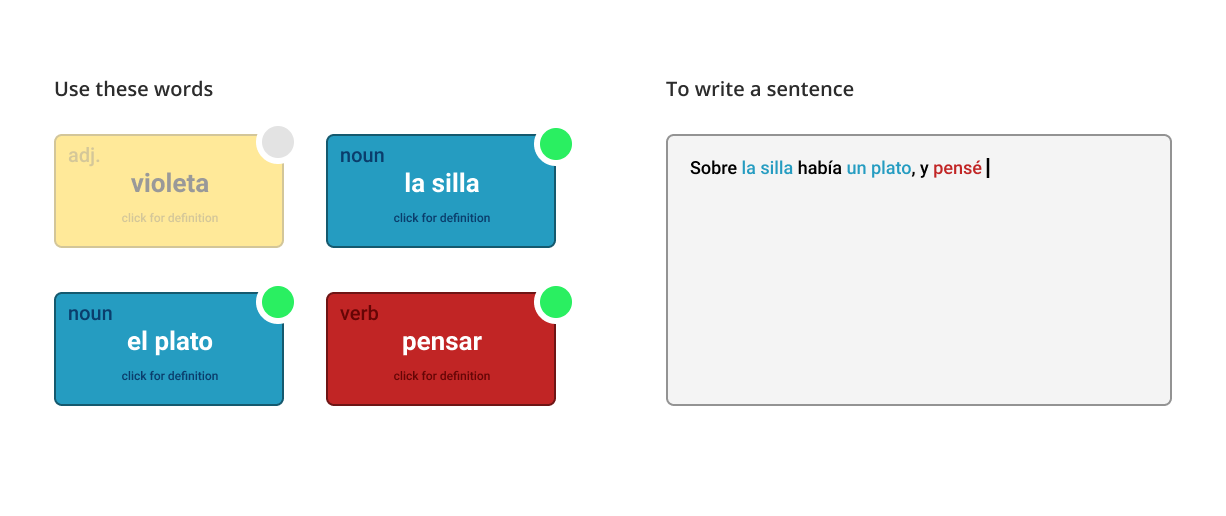 Use these words
adj.
violeta
click for definition
noun
la silla
click for definition
noun
el plato
click for definition
verb
pensar
click for definition
To write a sentence
Sobre la silla había un plato, y pensé